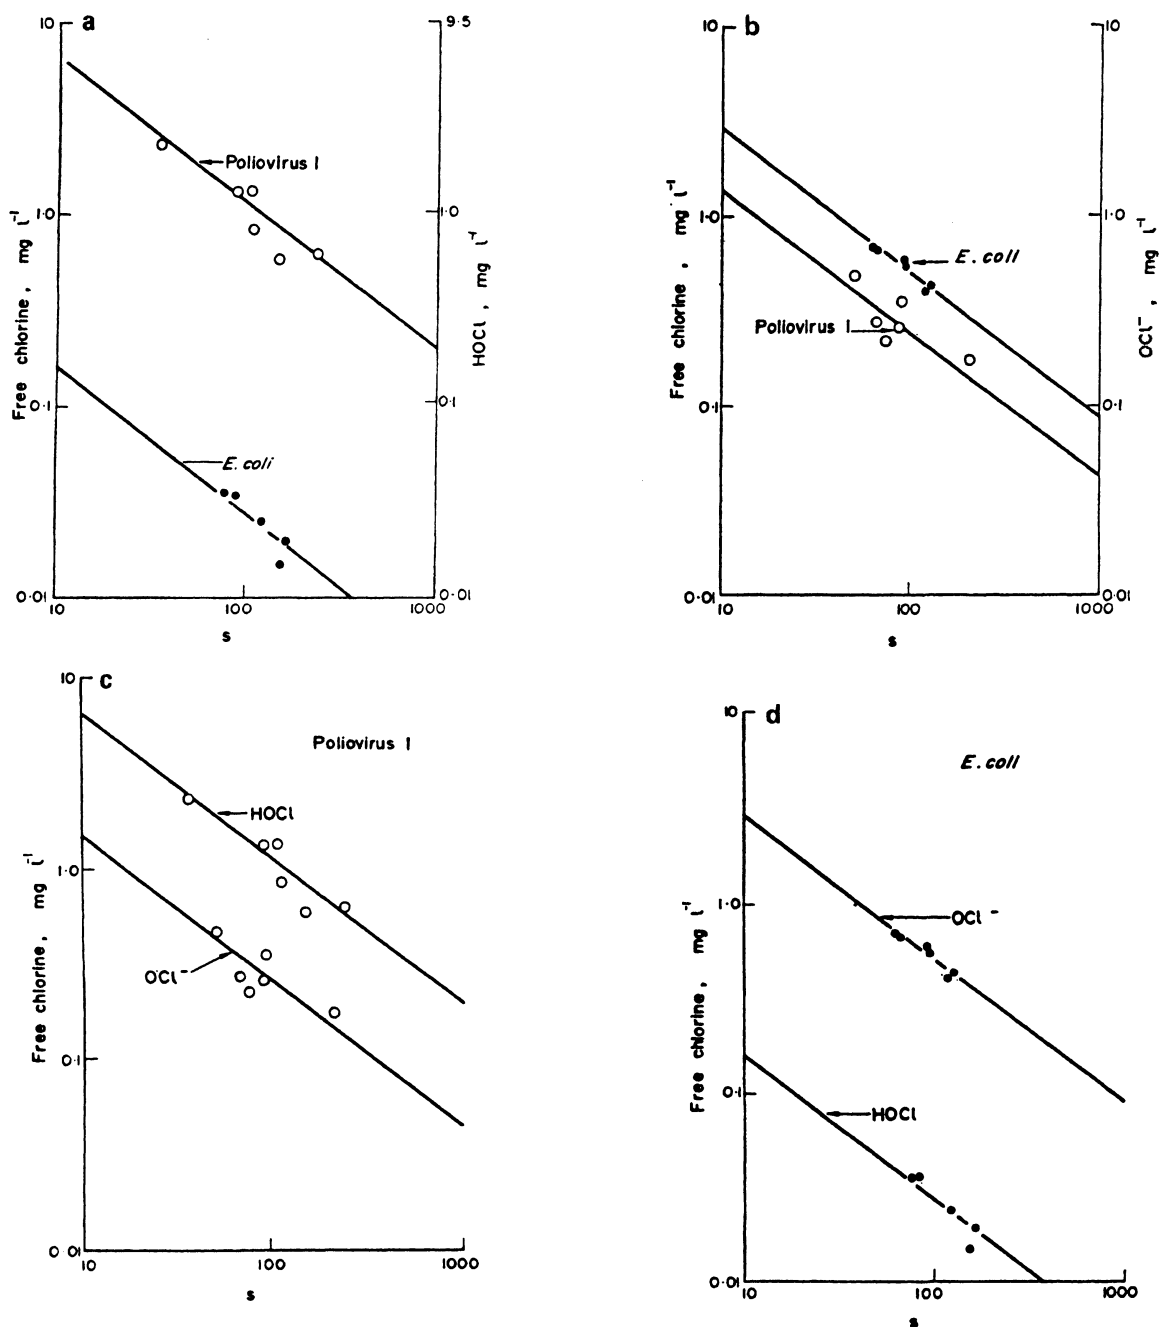 a
10
1·0
0·1
0·01
Free chlorine, mg l⁻¹
9·5
1·0
0·1
0·01
HOCl, mg l⁻¹
Poliovirus 1
E. coli
10
100
1000
s
b
10
1·0
0·1
0·01
Free chlorine, mg l⁻¹
10
1·0
0·1
0·01
OCl⁻, mg l⁻¹
E. coli
Poliovirus 1
10
100
1000
s
c
10
1·0
0·1
0·01
Free chlorine, mg l⁻¹
Poliovirus 1
HOCl
OCl⁻
10
100
1000
s
d
10
1·0
0·1
0·01
Free chlorine, mg l⁻¹
E. coli
OCl⁻
HOCl
10
100
1000
s